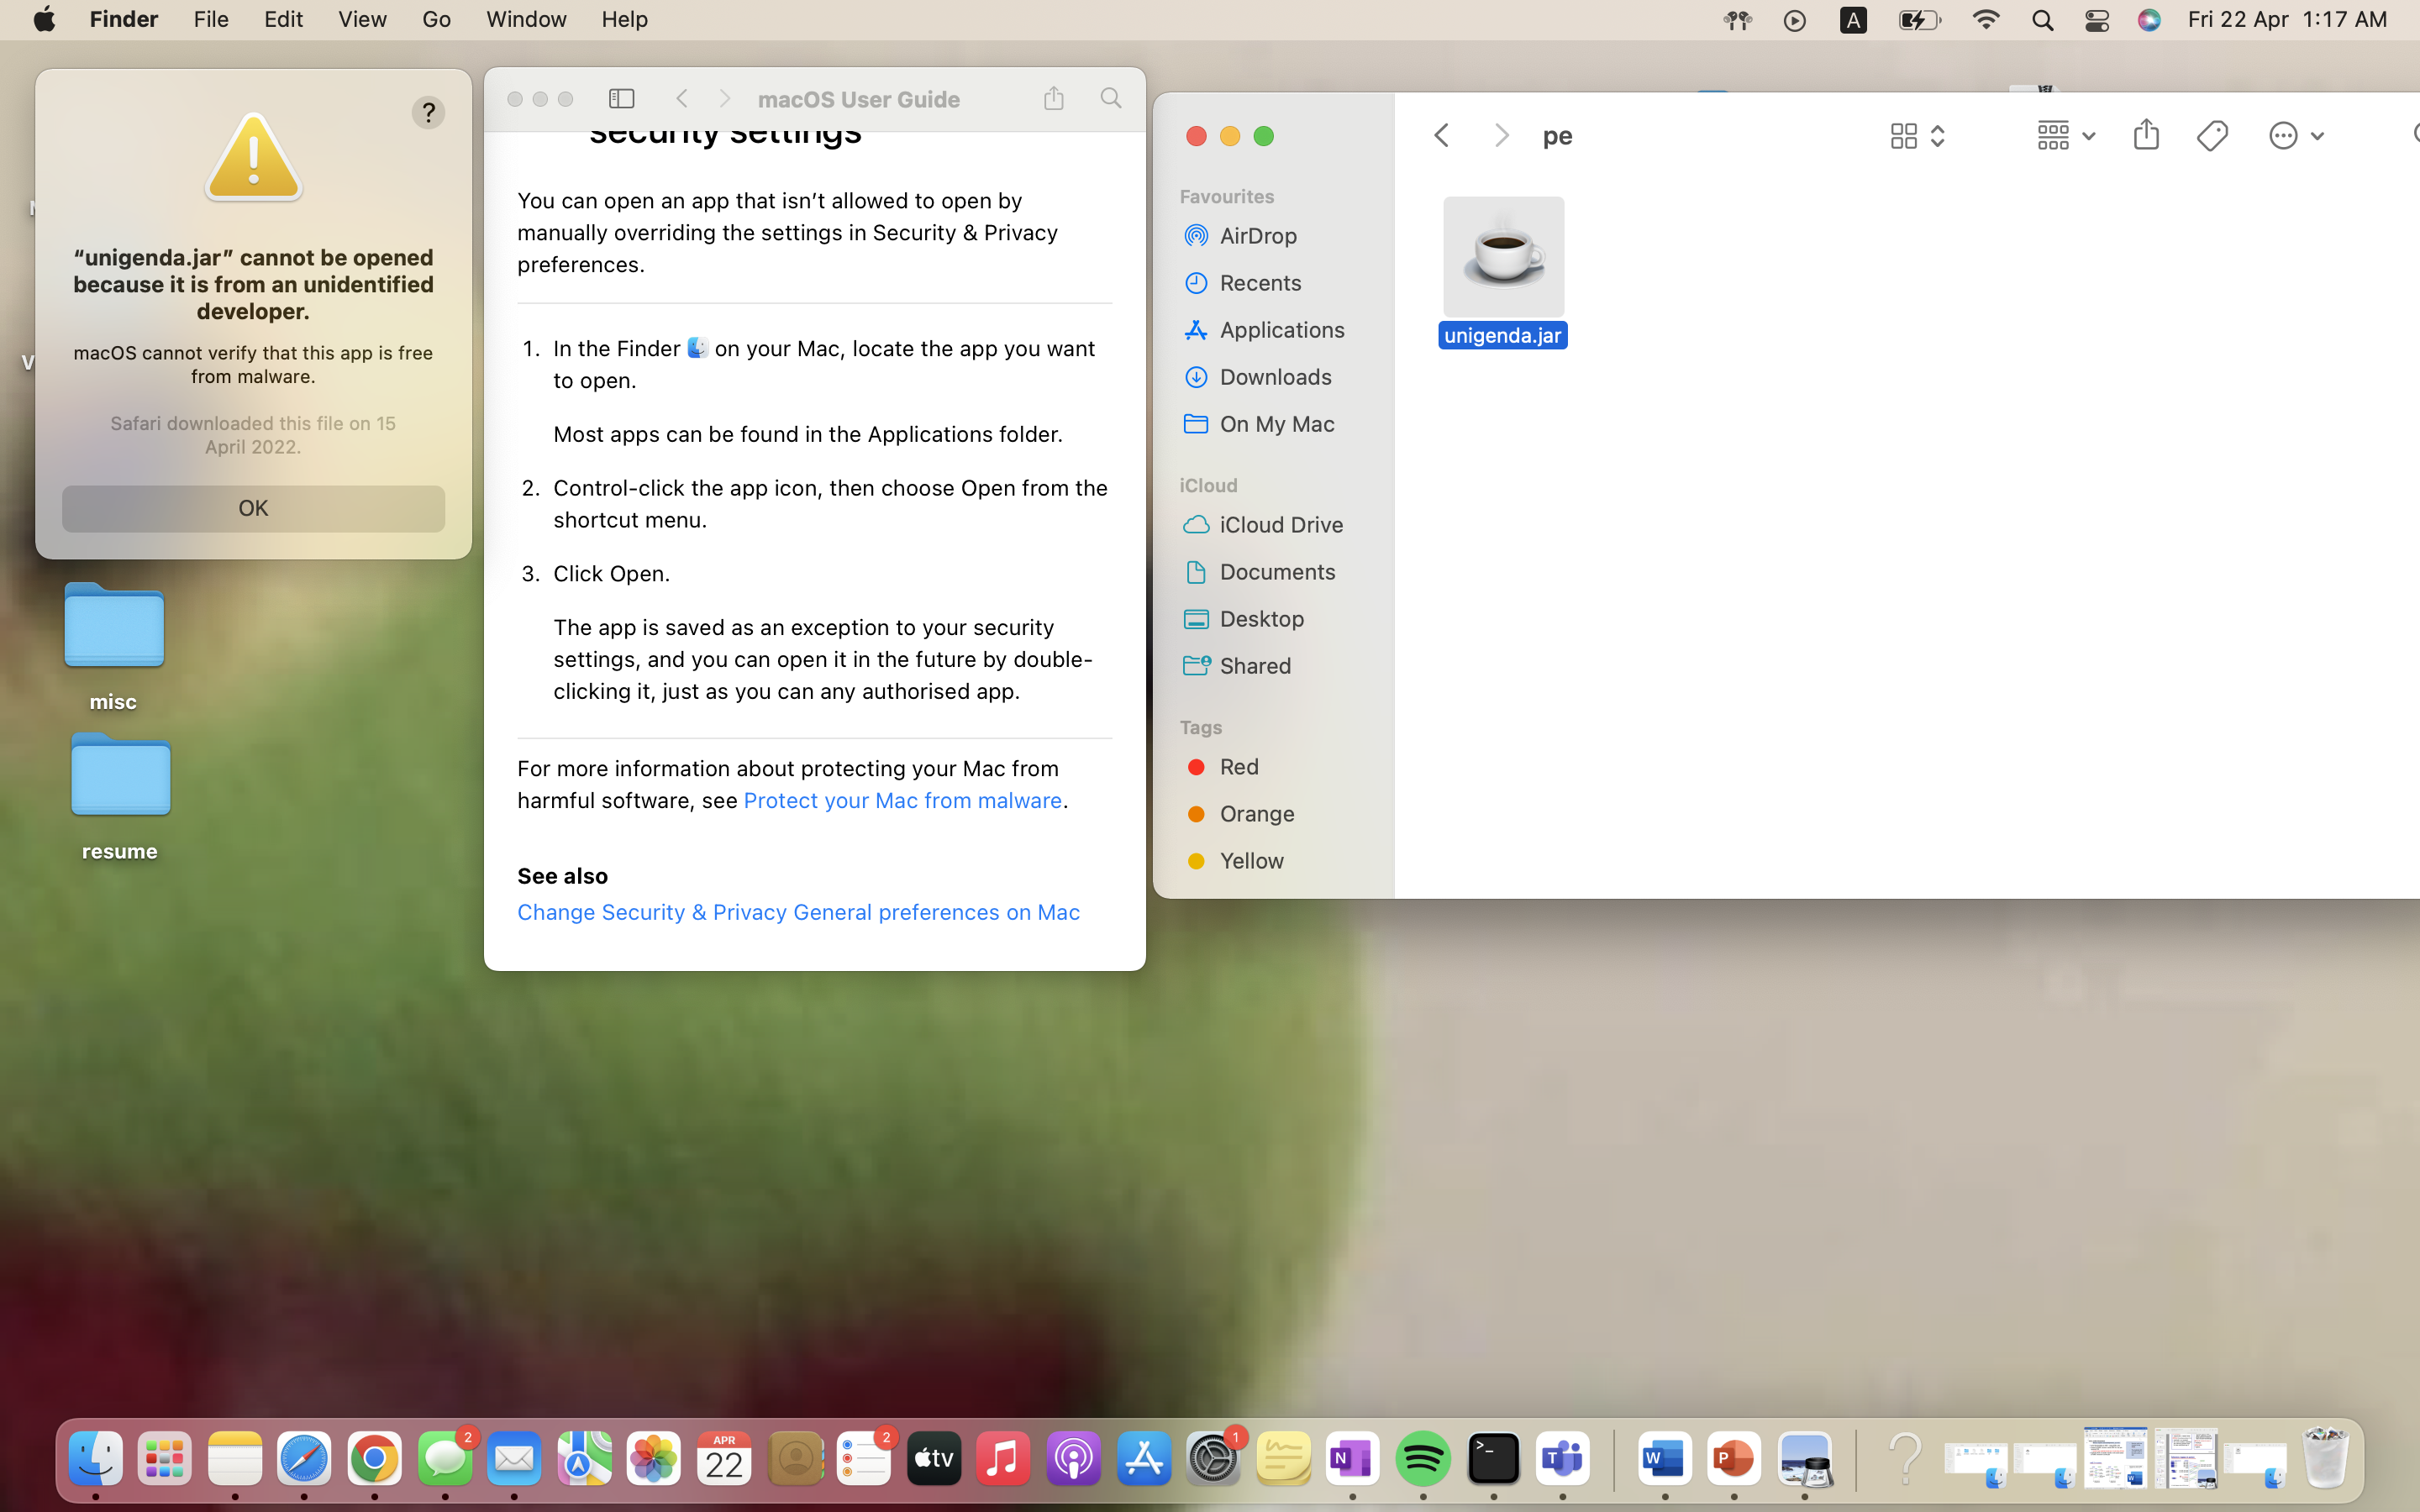 Finder File Edit View Go Window Help
A
Fri 22 Apr 1:17 AM
?
“unigenda.jar” cannot be opened
because it is from an unidentified
developer.
macOS cannot verify that this app is free
from malware.
Safari downloaded this file on 15
April 2022.
OK
misc
resume
macOS User Guide
security settings
You can open an app that isn’t allowed to open by
manually overriding the settings in Security & Privacy
preferences.
1. In the Finder on your Mac, locate the app you want
to open.
Most apps can be found in the Applications folder.
2. Control-click the app icon, then choose Open from the
shortcut menu.
3. Click Open.
The app is saved as an exception to your security
settings, and you can open it in the future by double-
clicking it, just as you can any authorised app.
For more information about protecting your Mac from
harmful software, see Protect your Mac from malware.
See also
Change Security & Privacy General preferences on Mac
pe
Favourites
AirDrop
Recents
Applications
Downloads
On My Mac
iCloud
iCloud Drive
Documents
Desktop
Shared
Tags
Red
Orange
Yellow
unigenda.jar
2
APR
22
2
tv
1
N
>_
T
W
P
?